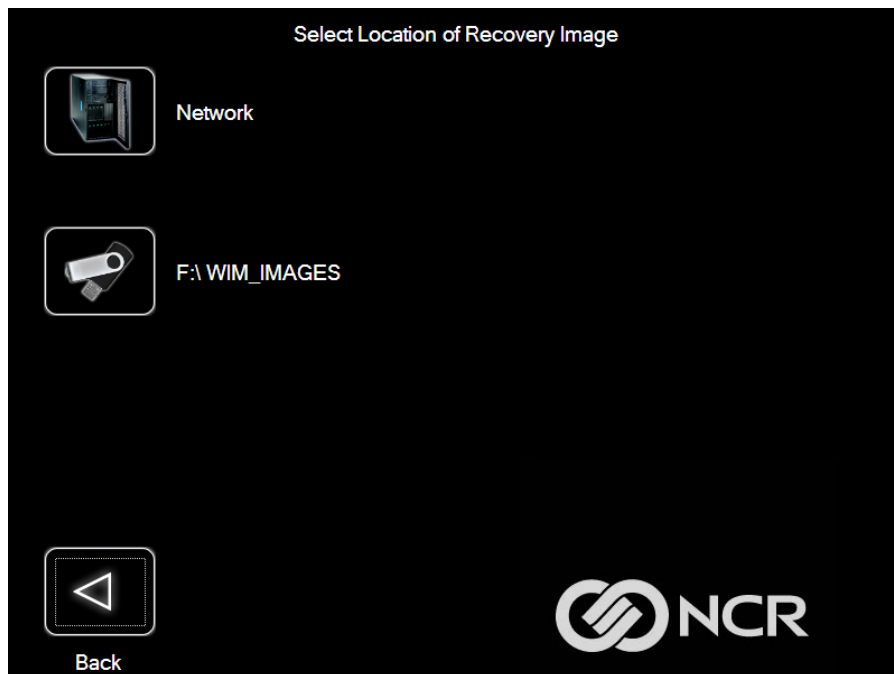 Select Location of Recovery Image
Network
F:\ WIM_IMAGES
Back
NCR